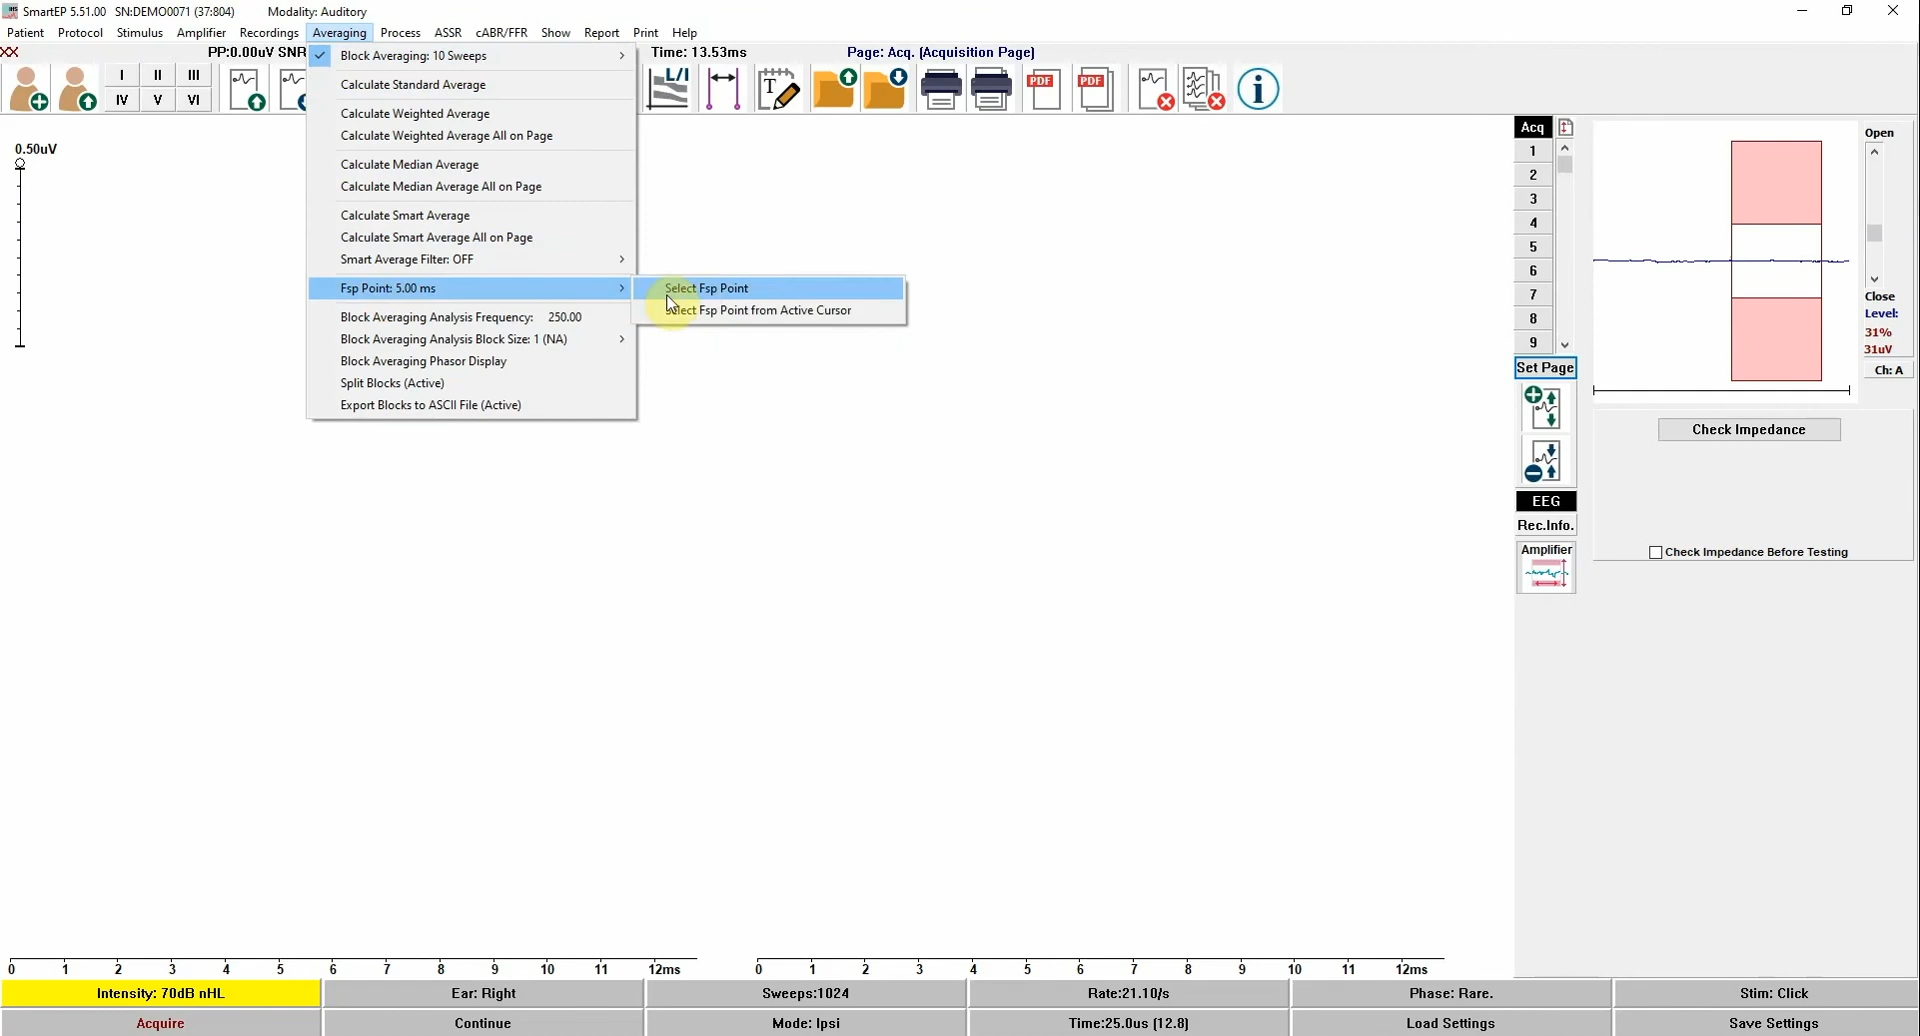 SmartEP 5.51.00 SN:DEMO0071 (37:804) Modality: Auditory
Patient Protocol Stimulus Amplifier Recordings Averaging Process ASSR cABR/FFR Show Report Print Help
PP:0.00uV SNR
Time: 13.53ms
Page: Acq. (Acquisition Page)
I II III
IV V VI
L/I
T
PDF PDF
0.50uV
Block Averaging: 10 Sweeps
Calculate Standard Average
Calculate Weighted Average
Calculate Weighted Average All on Page
Calculate Median Average
Calculate Median Average All on Page
Calculate Smart Average
Calculate Smart Average All on Page
Smart Average Filter: OFF
Fsp Point: 5.00 ms
Block Averaging Analysis Frequency: 250.00
Block Averaging Analysis Block Size: 1 (NA)
Block Averaging Phasor Display
Split Blocks (Active)
Export Blocks to ASCII File (Active)
Select Fsp Point
Select Fsp Point from Active Cursor
Acq
1
2
3
4
5
6
7
8
9
Set Page
EEG
Rec.Info.
Amplifier
Open
Close
Level:
31%
31uV
Ch: A
Check Impedance
Check Impedance Before Testing
0 1 2 3 4 5 6 7 8 9 10 11 12ms
0 1 2 3 4 5 6 7 8 9 10 11 12ms
Intensity: 70dB nHL Ear: Right Sweeps:1024 Rate:21.10/s Phase: Rare. Stim: Click
Acquire Continue Mode: Ipsi Time:25.0us (12.8) Load Settings Save Settings